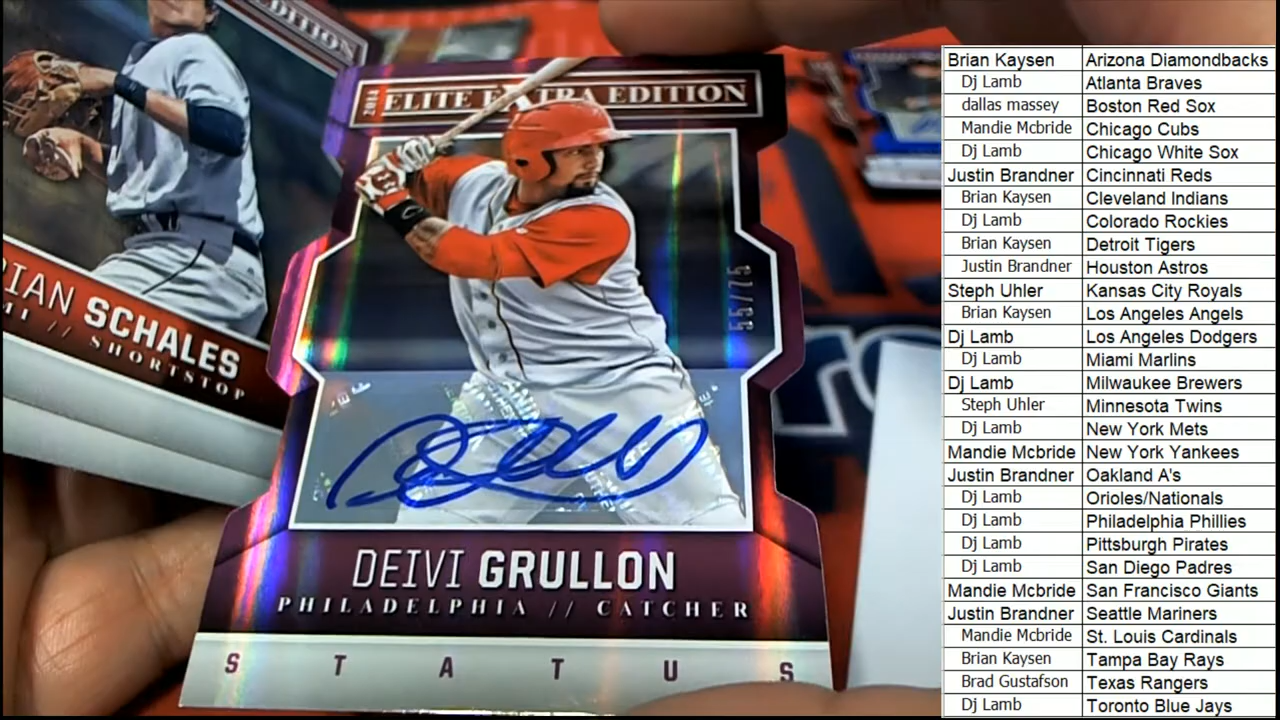 EDITION
IAN SCHALES
MI // SHORTSTOP
2014 ELITE EXTRA EDITION
55/75
DEIVI GRULLON
PHILADELPHIA // CATCHER
STATUS
Brian Kaysen Arizona Diamondbacks
Dj Lamb Atlanta Braves
dallas massey Boston Red Sox
Mandie Mcbride Chicago Cubs
Dj Lamb Chicago White Sox
Justin Brandner Cincinnati Reds
Brian Kaysen Cleveland Indians
Dj Lamb Colorado Rockies
Brian Kaysen Detroit Tigers
Justin Brandner Houston Astros
Steph Uhler Kansas City Royals
Brian Kaysen Los Angeles Angels
Dj Lamb Los Angeles Dodgers
Dj Lamb Miami Marlins
Dj Lamb Milwaukee Brewers
Steph Uhler Minnesota Twins
Dj Lamb New York Mets
Mandie Mcbride New York Yankees
Justin Brandner Oakland A's
Dj Lamb Orioles/Nationals
Dj Lamb Philadelphia Phillies
Dj Lamb Pittsburgh Pirates
Dj Lamb San Diego Padres
Mandie Mcbride San Francisco Giants
Justin Brandner Seattle Mariners
Mandie Mcbride St. Louis Cardinals
Brian Kaysen Tampa Bay Rays
Brad Gustafson Texas Rangers
Dj Lamb Toronto Blue Jays